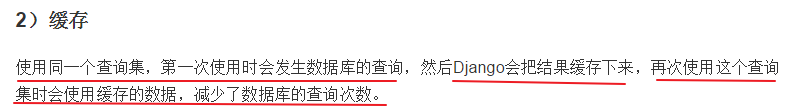 2）缓存
使用同一个查询集，第一次使用时会发生数据库的查询，然后Django会把结果缓存下来，再次使用这个查询
集时会使用缓存的数据，减少了数据库的查询次数。